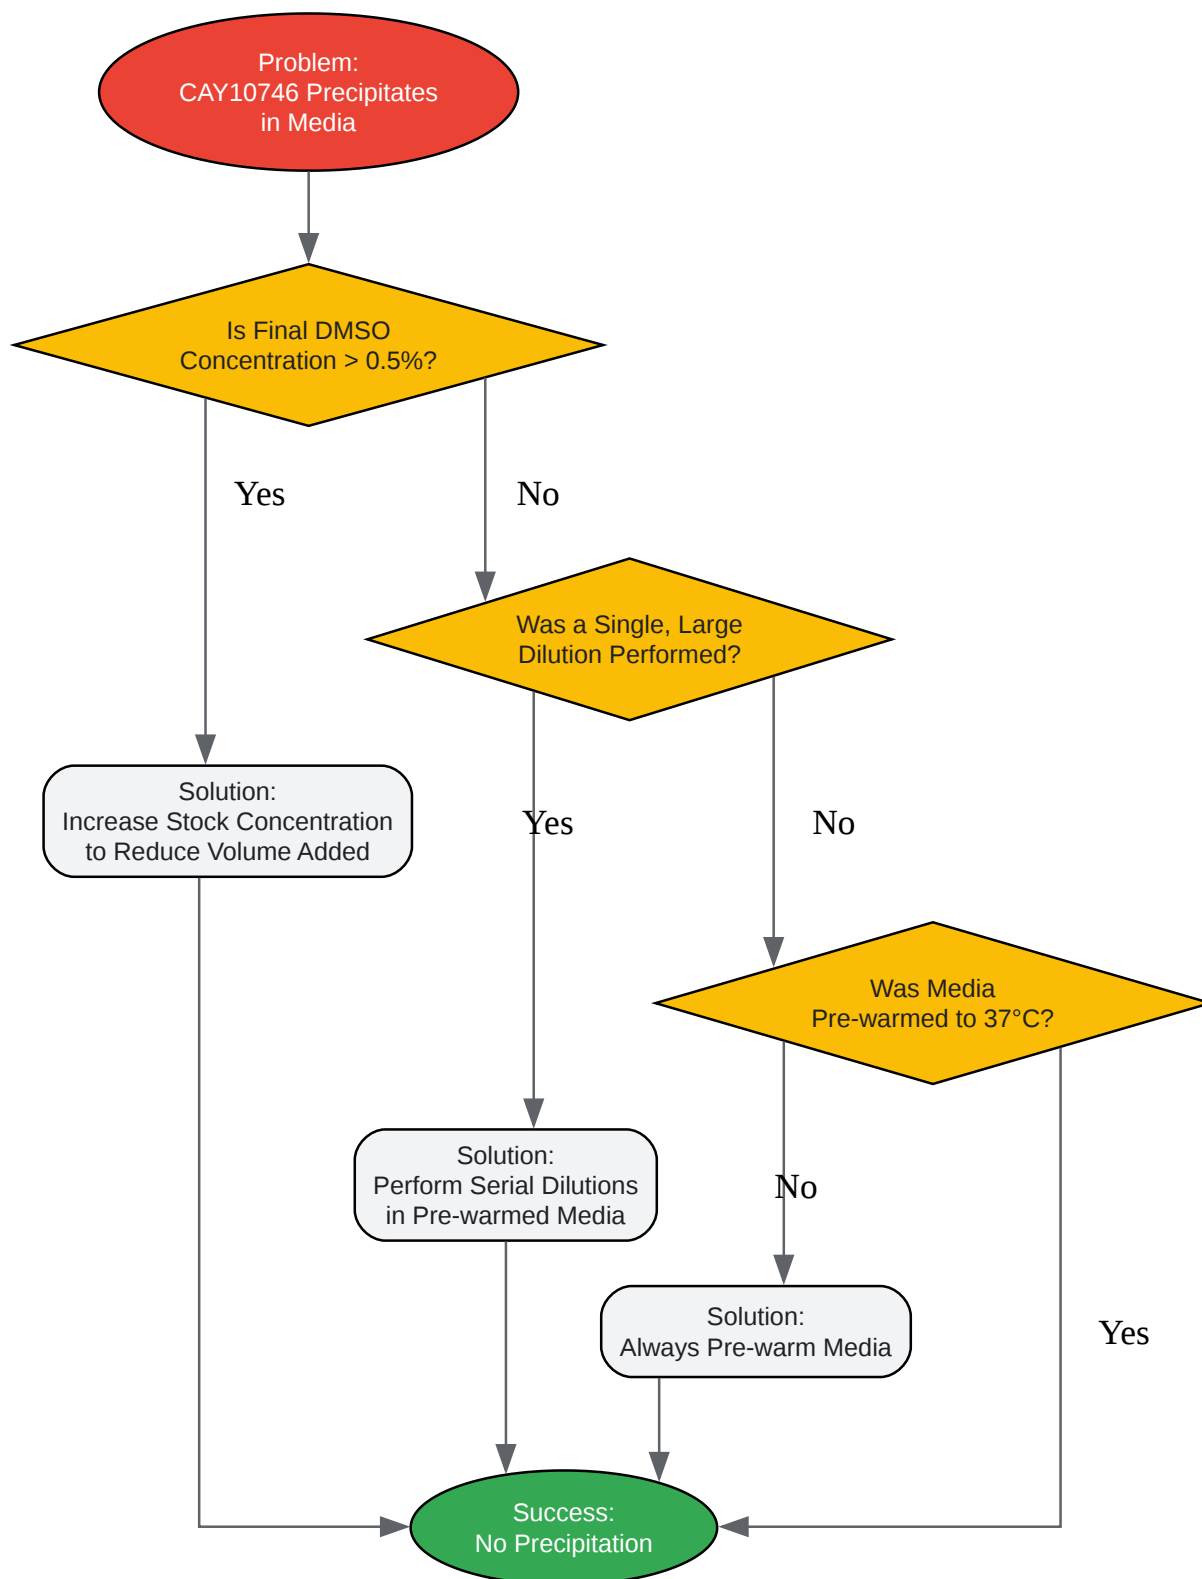 Problem:
CAY10746 Precipitates
in Media
Is Final DMSO
Concentration > 0.5%?
Yes
No
Was a Single, Large
Dilution Performed?
Solution:
Increase Stock Concentration
to Reduce Volume Added
Yes
No
Was Media
Pre-warmed to 37°C?
Solution:
Perform Serial Dilutions
in Pre-warmed Media
No
Solution:
Always Pre-warm Media
Yes
Success:
No Precipitation